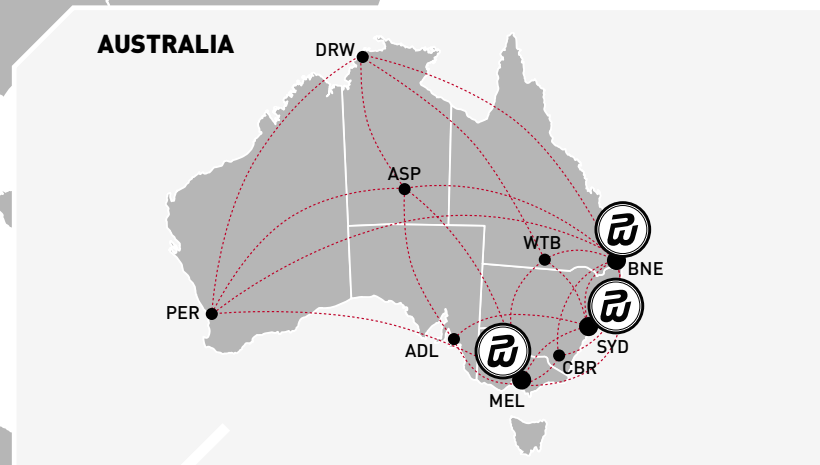 AUSTRALIA
DRW
ASP
WTB
BNE
PER
SYD
ADL
CBR
MEL